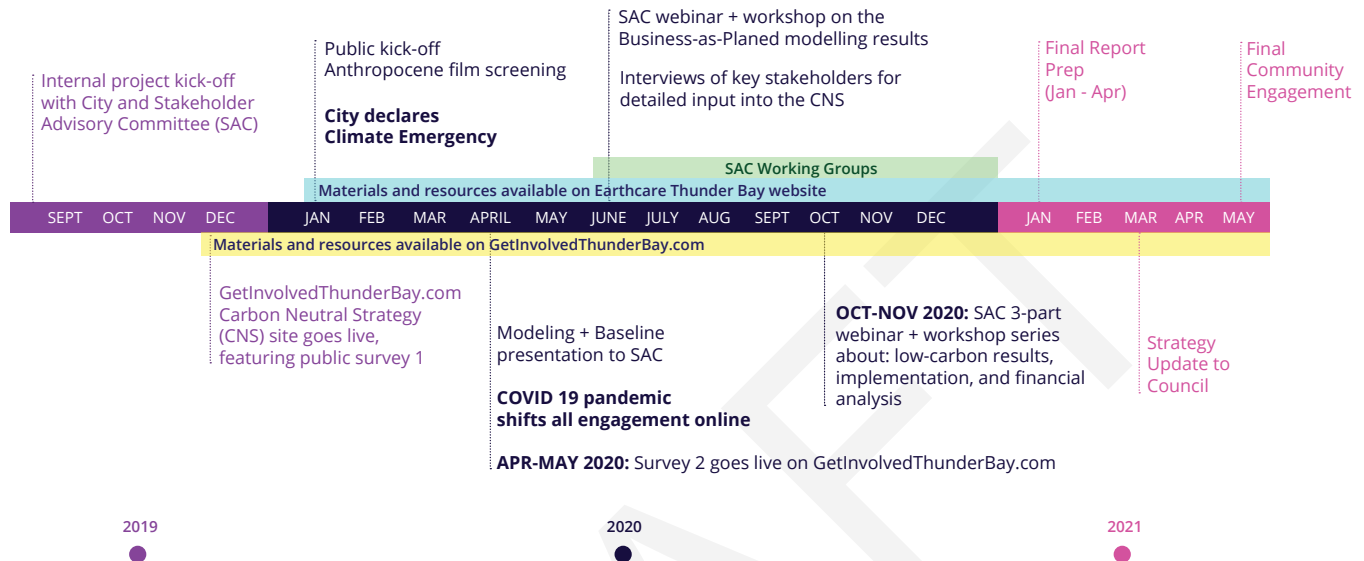 SAC webinar + workshop on the
Business-as-Planed modelling results
Interviews of key stakeholders for
detailed input into the CNS
Public kick-off
Anthropocene film screening
City declares
Climate Emergency
Internal project kick-off
with City and Stakeholder
Advisory Committee (SAC)
Final Report
Prep
(Jan - Apr)
Final
Community
Engagement
SAC Working Groups
Materials and resources available on Earthcare Thunder Bay website
SEPT OCT NOV DEC JAN FEB MAR APRIL MAY JUNE JULY AUG SEPT OCT NOV DEC JAN FEB MAR APR MAY
Materials and resources available on GetInvolvedThunderBay.com
GetInvolvedThunderBay.com
Carbon Neutral Strategy
(CNS) site goes live,
featuring public survey 1
Modeling + Baseline
presentation to SAC
COVID 19 pandemic
shifts all engagement online
APR-MAY 2020: Survey 2 goes live on GetInvolvedThunderBay.com
OCT-NOV 2020: SAC 3-part
webinar + workshop series
about: low-carbon results,
implementation, and financial
analysis
Strategy
Update to
Council
2019 2020 2021